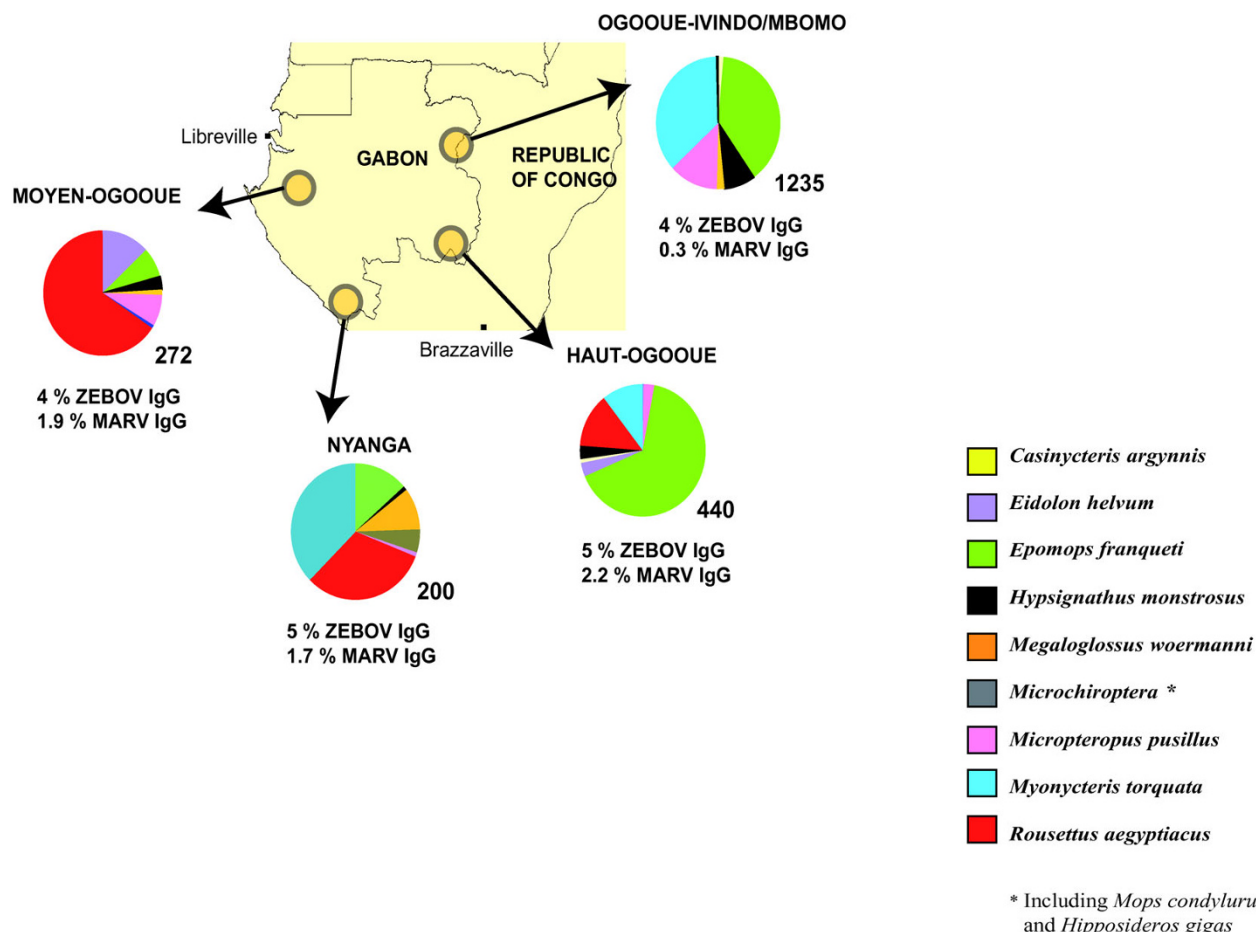 OGOOUE-IVINDO/MBOMO
Libreville
GABON
REPUBLIC
OF CONGO
1235
4 % ZEBOV IgG
0.3 % MARV IgG
MOYEN-OGOOUE
272
4 % ZEBOV IgG
1.9 % MARV IgG
Brazzaville
HAUT-OGOOUE
440
5 % ZEBOV IgG
2.2 % MARV IgG
NYANGA
200
5 % ZEBOV IgG
1.7 % MARV IgG
Casinycteris argynnis
Eidolon helvum
Epomops franqueti
Hypsignathus monstrosus
Megaloglossus woermanni
Microchiroptera *
Micropteropus pusillus
Myonycteris torquata
Rousettus aegyptiacus
* Including Mops condyluru
and Hipposideros gigas